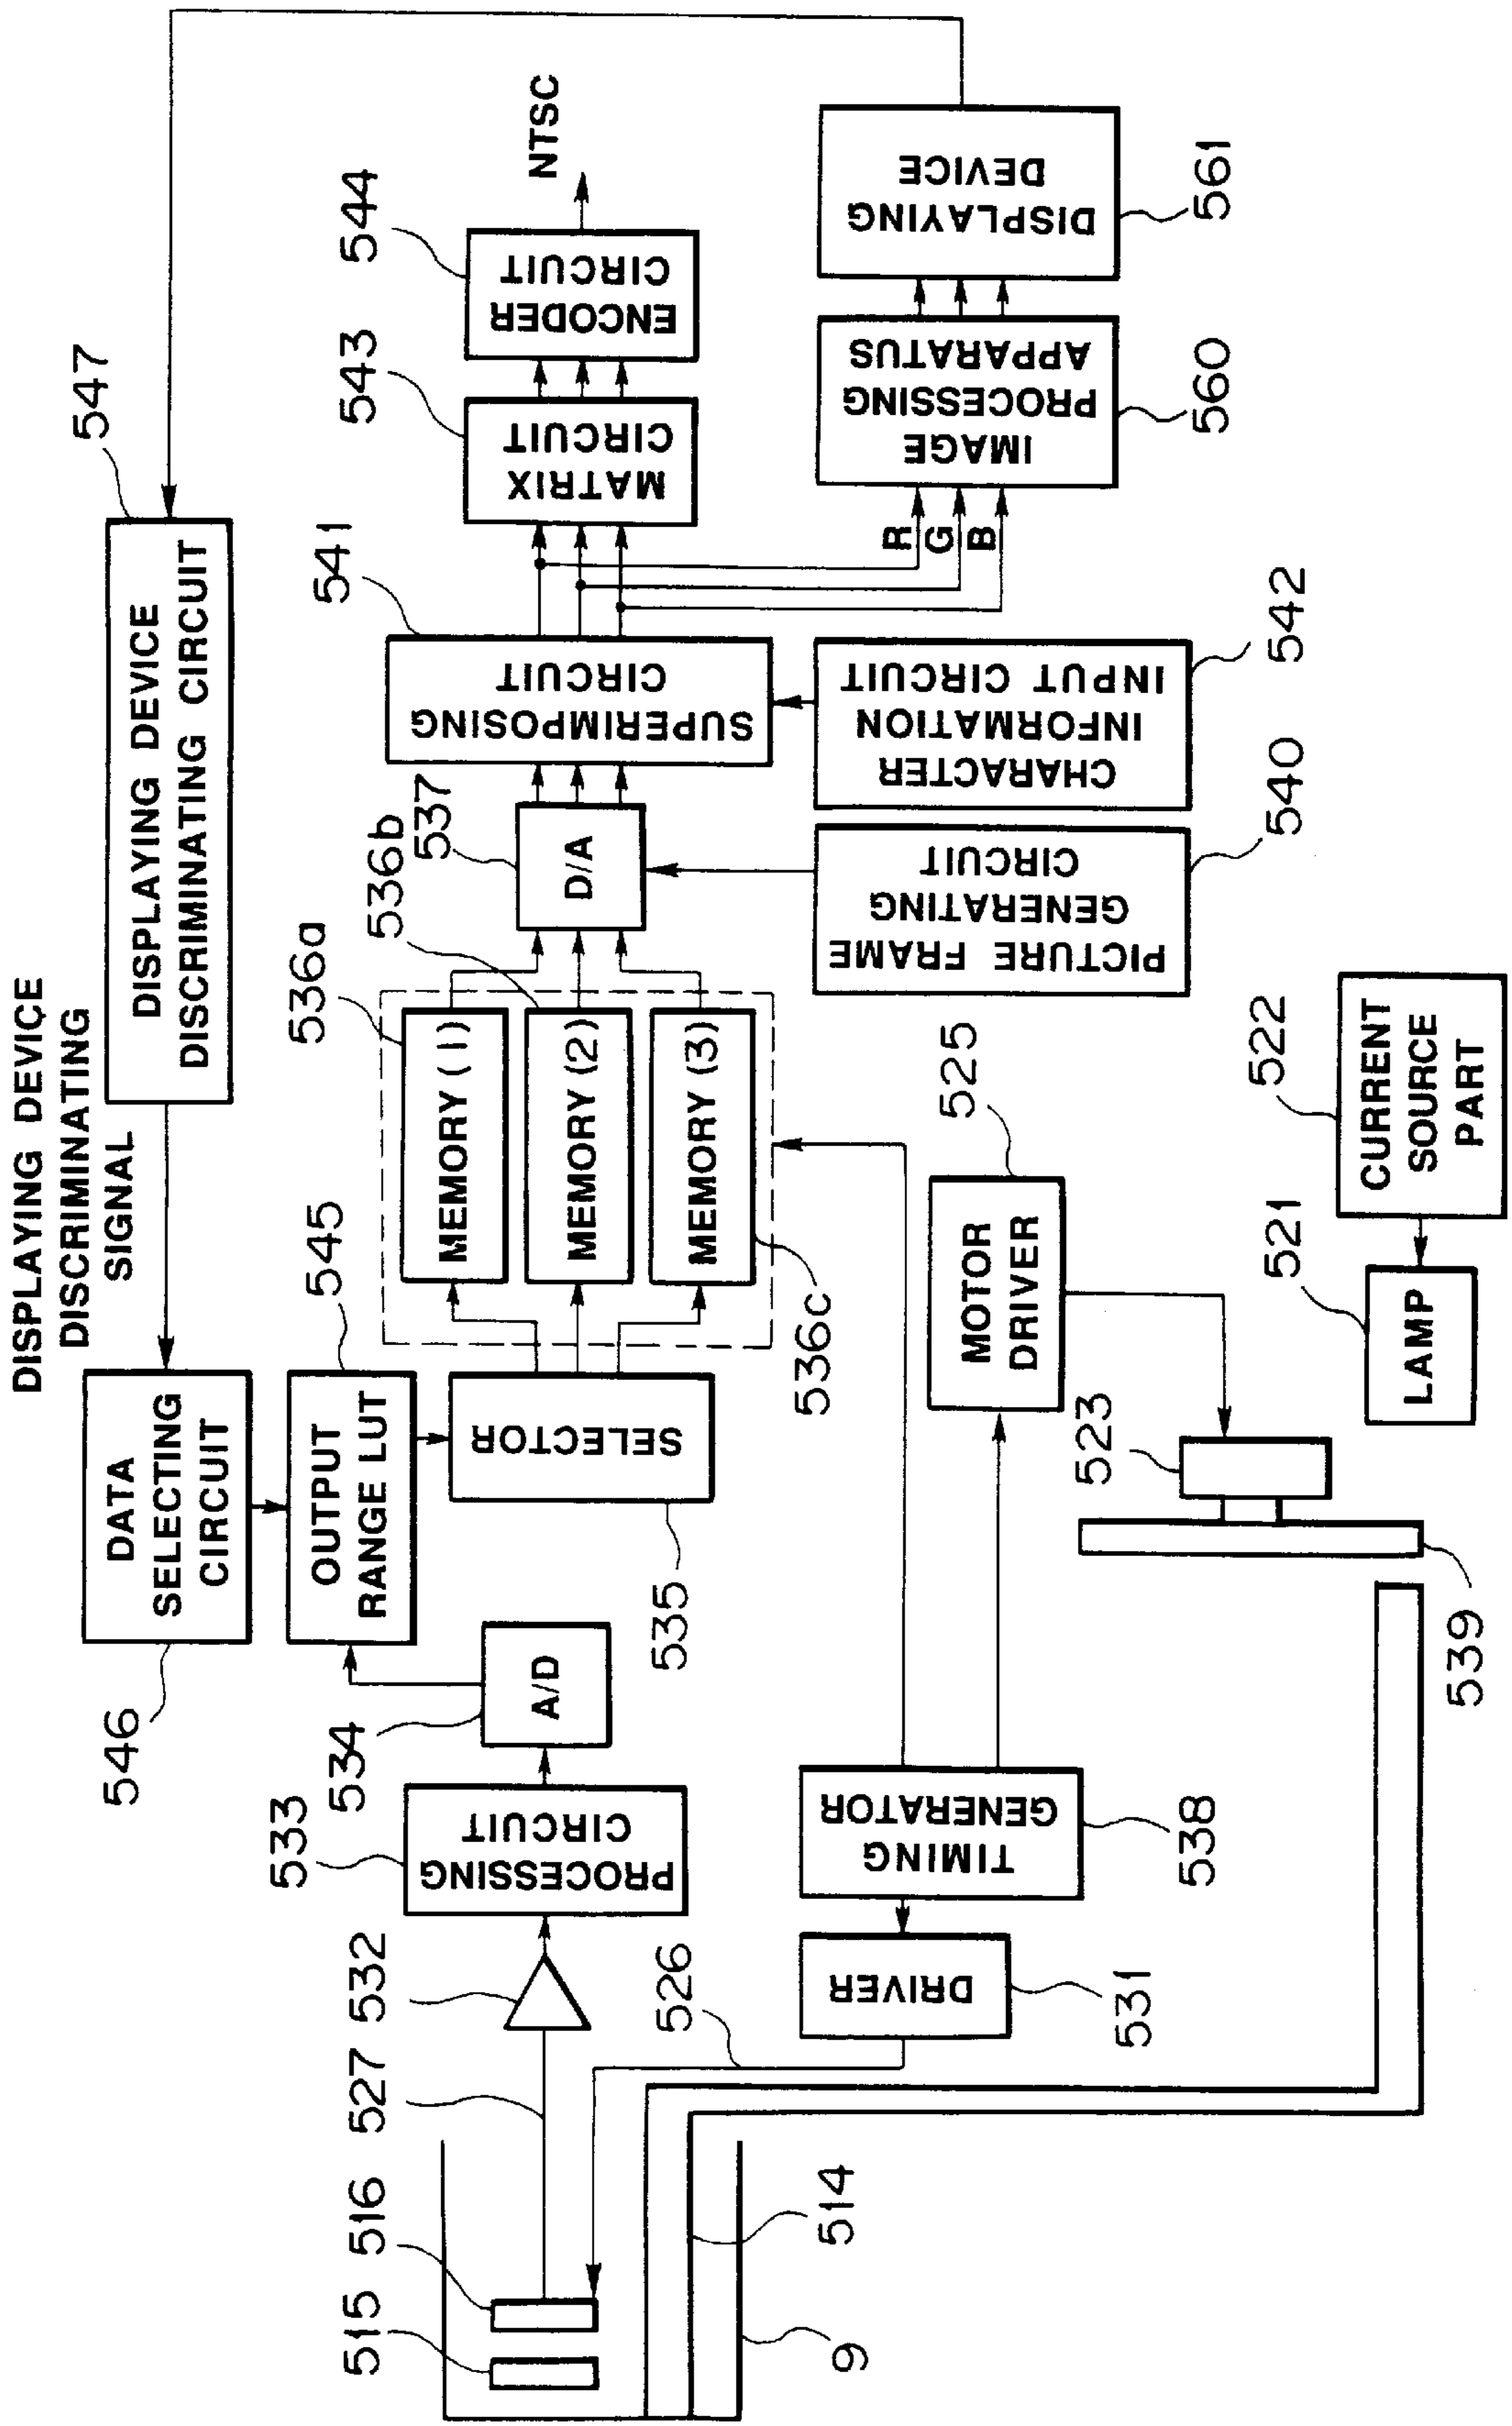 DISPLAYING DEVICE
DISCRIMINATING
SIGNAL
546
DATA
SELECTING
CIRCUIT
DISPLAYING DEVICE
DISCRIMINATING CIRCUIT
547
545
OUTPUT
RANGE LUT
515
516
527
532
533
PROCESSING
CIRCUIT
534
A/D
535
SELECTOR
536a
MEMORY (1)
536b
MEMORY (2)
MEMORY (3)
536c
537
D/A
541
SUPERIMPOSING
CIRCUIT
543
MATRIX
CIRCUIT
544
ENCODER
CIRCUIT
NTSC
9
514
526
DRIVER
531
TIMING
GENERATOR
538
MOTOR
DRIVER
525
PICTURE FRAME
GENERATING
CIRCUIT
540
CHARACTER
INFORMATION
INPUT CIRCUIT
542
R
G
B
IMAGE
PROCESSING
APPARATUS
560
DISPLAYING
DEVICE
561
539
523
LAMP
521
CURRENT
SOURCE
PART
522